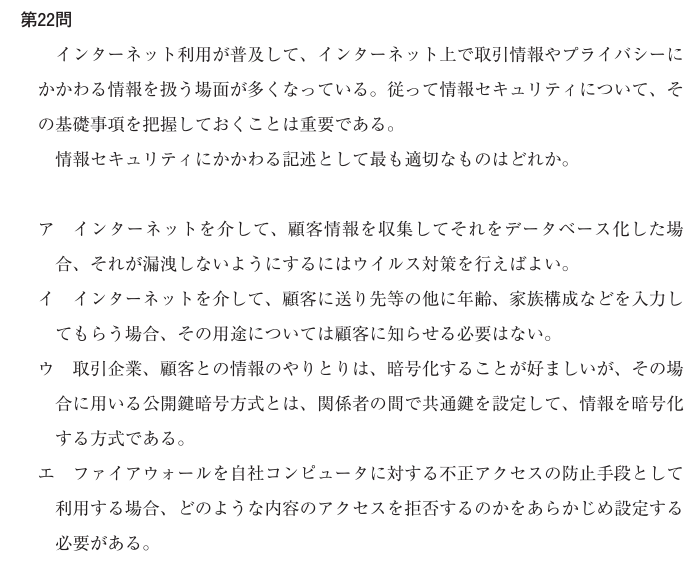 第22問
インターネット利用が普及して、インターネット上で取引情報やプライバシーに
かかわる情報を扱う場面が多くなっている。従って情報セキュリティについて、そ
の基礎事項を把握しておくことは重要である。
情報セキュリティにかかわる記述として最も適切なものはどれか。
ア　インターネットを介して、顧客情報を収集してそれをデータベース化した場
合、それが漏洩しないようにするにはウイルス対策を行えばよい。
イ　インターネットを介して、顧客に送り先等の他に年齢、家族構成などを入力し
てもらう場合、その用途については顧客に知らせる必要はない。
ウ　取引企業、顧客との情報のやりとりは、暗号化することが好ましいが、その場
合に用いる公開鍵暗号方式とは、関係者の間で共通鍵を設定して、情報を暗号化
する方式である。
エ　ファイアウォールを自社コンピュータに対する不正アクセスの防止手段として
利用する場合、どのような内容のアクセスを拒否するのかをあらかじめ設定する
必要がある。